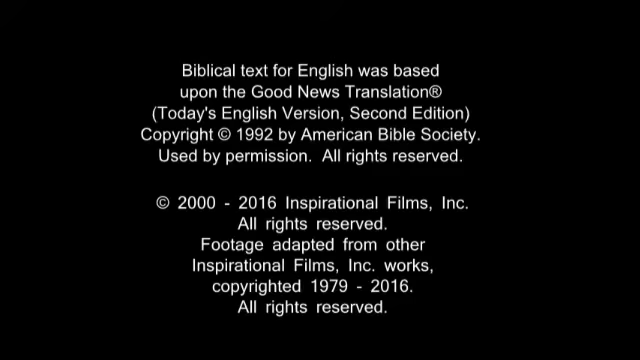 Biblical text for English was based
upon the Good News Translation®
(Today's English Version, Second Edition)
Copyright © 1992 by American Bible Society.
Used by permission. All rights reserved.
© 2000 - 2016 Inspirational Films, Inc.
All rights reserved.
Footage adapted from other
Inspirational Films, Inc. works,
copyrighted 1979 - 2016.
All rights reserved.